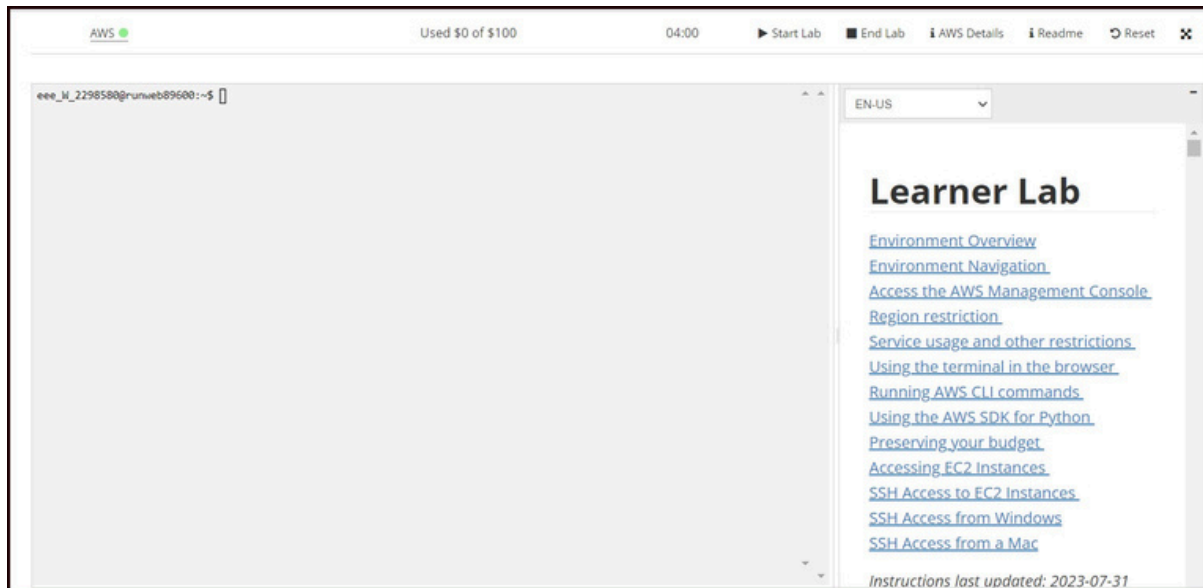 AWS Used $0 of $100 04:00 Start Lab End Lab AWS Details Readme Reset
eee_W_2298580@runweb89600:~$
EN-US
Learner Lab
Environment Overview
Environment Navigation
Access the AWS Management Console
Region restriction
Service usage and other restrictions
Using the terminal in the browser
Running AWS CLI commands
Using the AWS SDK for Python
Preserving your budget
Accessing EC2 Instances
SSH Access to EC2 Instances
SSH Access from Windows
SSH Access from a Mac
Instructions last updated: 2023-07-31